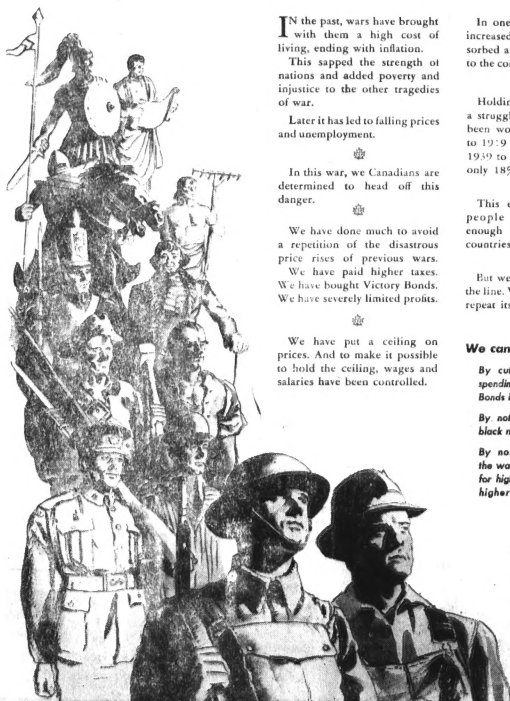 IN the past, wars have brought
with them a high cost of
living, ending with inflation.
This sapped the strength of
nations and added poverty and
injustice to the other tragedies
of war.
Later it has led to falling prices
and unemployment.
In this war, we Canadians are
determined to head off this
danger.
We have done much to avoid
a repetition of the disastrous
price rises of previous wars.
We have paid higher taxes.
We have bought Victory Bonds.
We have severely limited profits.
We have put a ceiling on
prices. And to make it possible
to hold the ceiling, wages and
salaries have been controlled.
In one
increased
sorbed a
to the
Holdin
a struggl
been wo
to 1919
1939 to
only
This
people
enough
countries
But we
the line.
repeat its
We can
By
spendin
Bonds
By not
black
By
the
for
higher